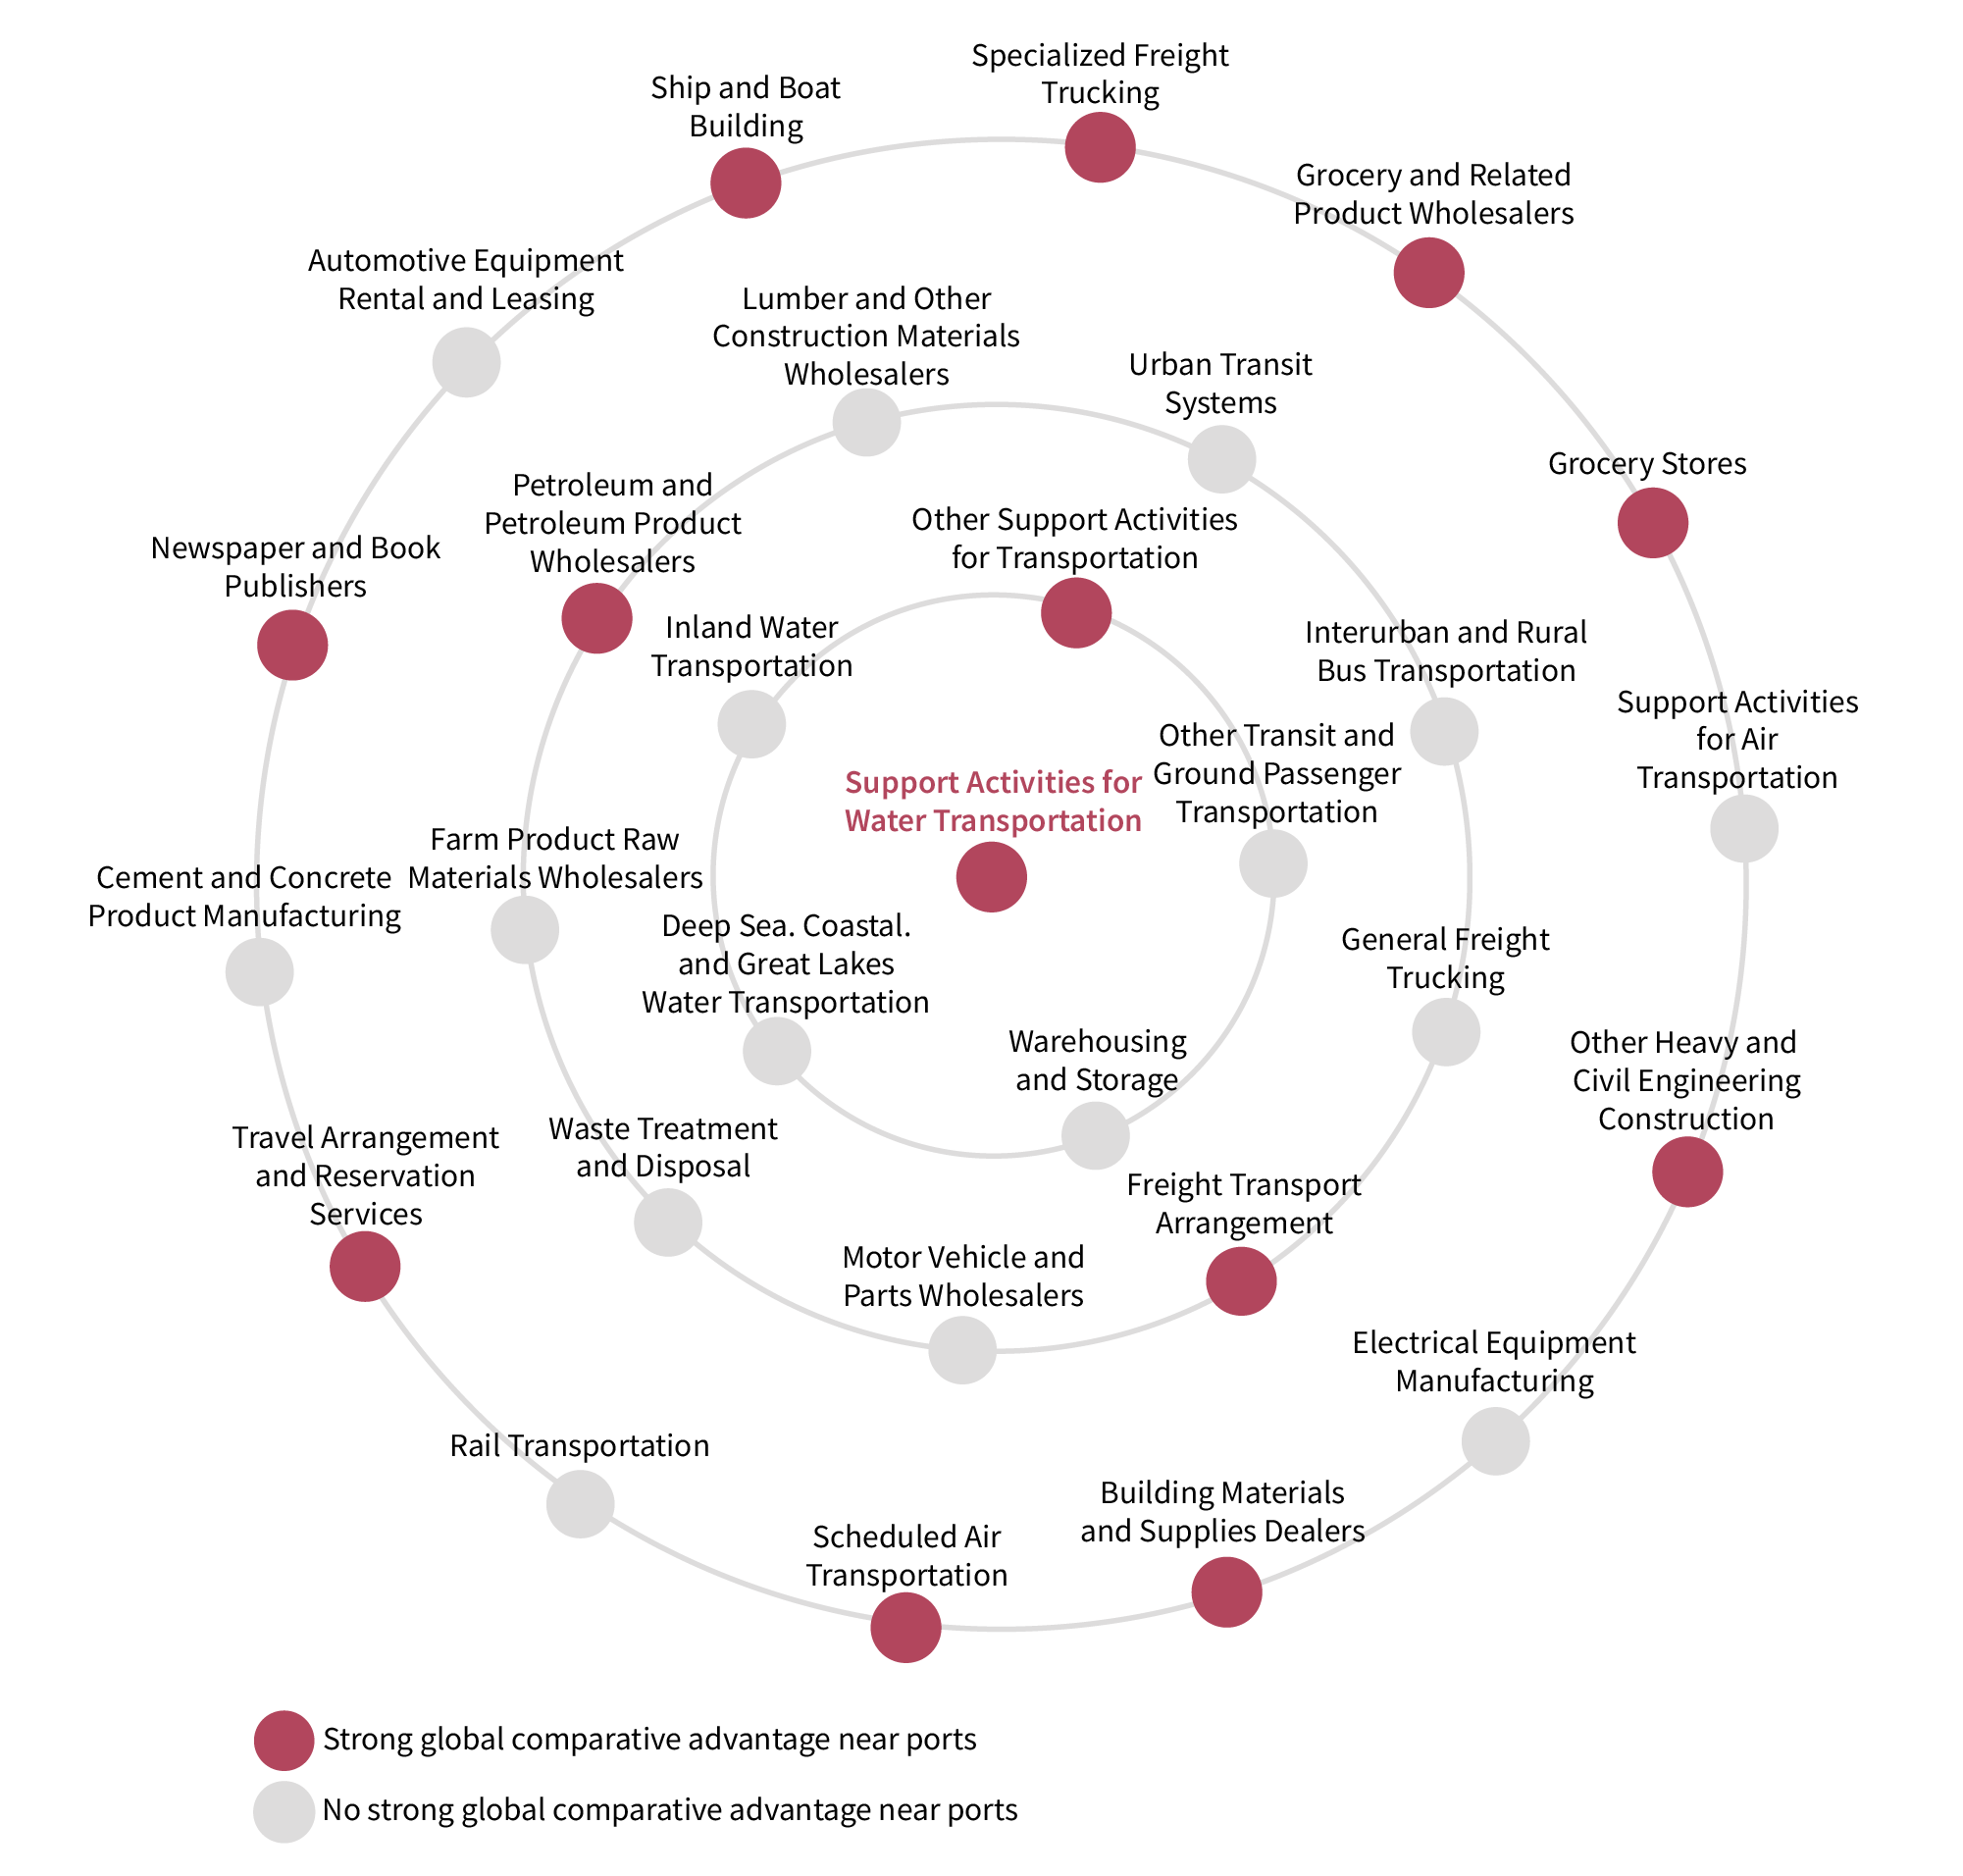 Specialized Freight
Trucking
Ship and Boat
Building
Grocery and Related
Product Wholesalers
Automotive Equipment
Rental and Leasing
Lumber and Other
Construction Materials
Wholesalers
Urban Transit
Systems
Grocery Stores
Petroleum and
Petroleum Product
Wholesalers
Other Support Activities
for Transportation
Newspaper and Book
Publishers
Inland Water
Transportation
Interurban and Rural
Bus Transportation
Support Activities
for Air
Transportation
Other Transit and
Ground Passenger
Transportation
Support Activities for
Water Transportation
Farm Product Raw
Materials Wholesalers
Cement and Concrete
Product Manufacturing
Deep Sea. Coastal.
and Great Lakes
Water Transportation
General Freight
Trucking
Warehousing
and Storage
Other Heavy and
Civil Engineering
Construction
Travel Arrangement
and Reservation
Services
Waste Treatment
and Disposal
Freight Transport
Arrangement
Motor Vehicle and
Parts Wholesalers
Electrical Equipment
Manufacturing
Rail Transportation
Building Materials
and Supplies Dealers
Scheduled Air
Transportation
Strong global comparative advantage near ports
No strong global comparative advantage near ports